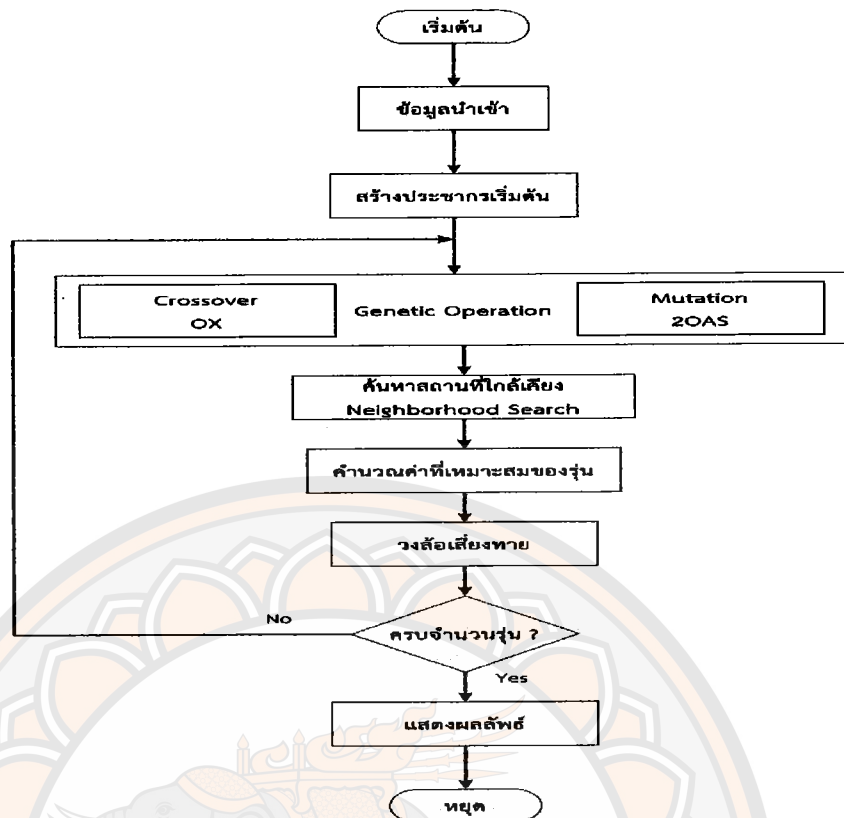 เริ่มต้น
ข้อมูลนำเข้า
สร้างประชากรเริ่มต้น
Crossover
OX
Genetic Operation
Mutation
2OAS
ค้นหาสถานที่ใกล้เคียง
Neighborhood Search
คำนวณค่าที่เหมาะสมของรุ่น
วงล้อเสี่ยงทาย
ครบจำนวนรุ่น ?
No
Yes
แสดงผลลัพธ์
หยุด